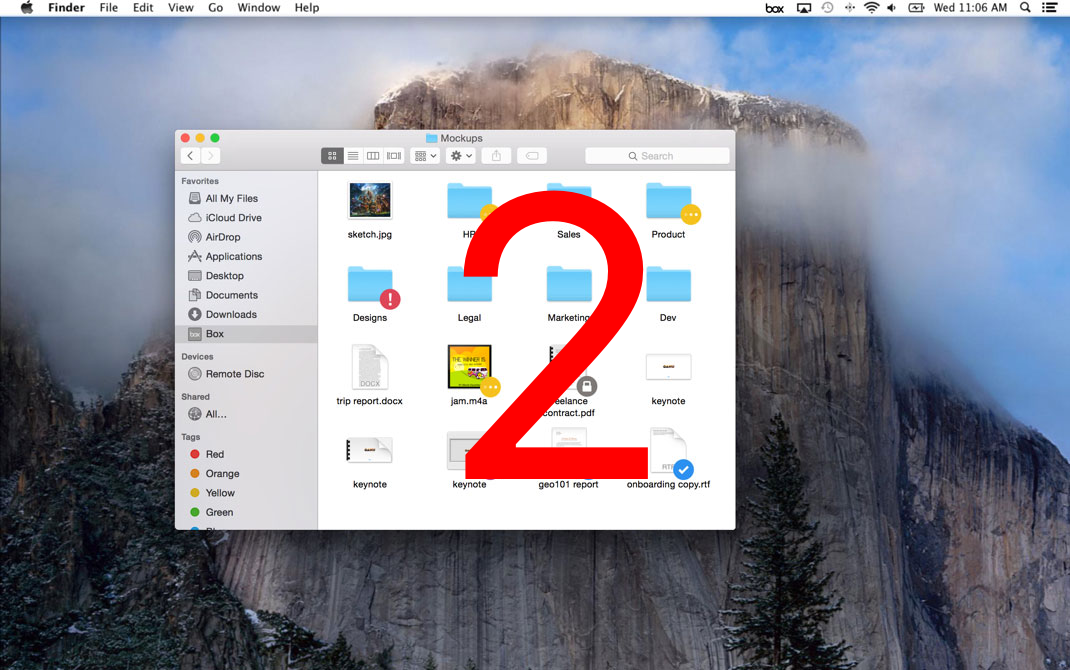 Finder File Edit View Go Window Help box Wed 11:06 AM
Mockups
Search
Favorites
All My Files
iCloud Drive
AirDrop
Applications
Desktop
Documents
Downloads
box Box
Devices
Remote Disc
Shared
All...
Tags
Red
Orange
Yellow
Green
sketch.jpg HR Sales Product
Designs Legal Marketing Dev
DOCX
THE WINNER IS
trip report.docx jam.m4a contract.pdf keynote
RTF
keynote keynote geo101 report onboarding copy.rtf
2